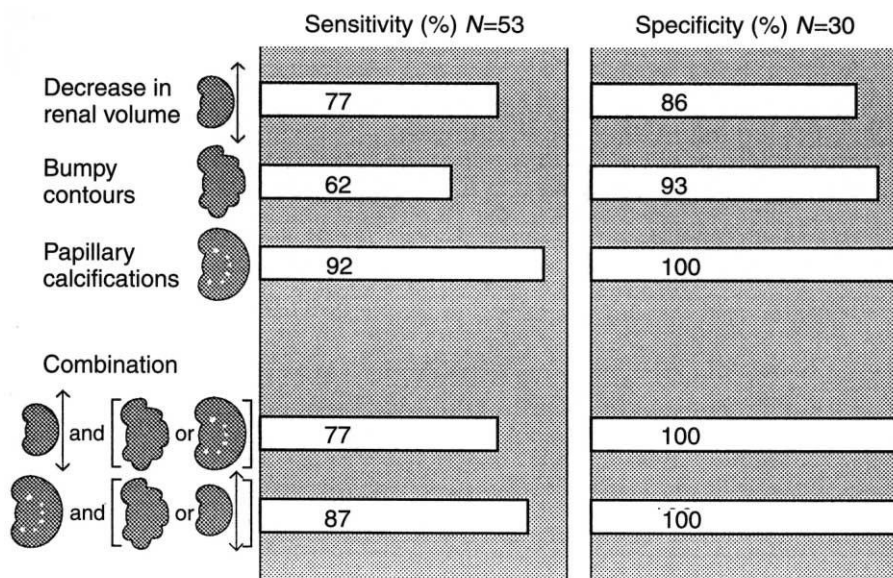 Sensitivity (%) N=53 Specificity (%) N=30
Decrease in
renal volume 77 86
Bumpy
contours 62 93
Papillary
calcifications 92 100
Combination
and [ or ] 77 100
and [ or ] 87 100